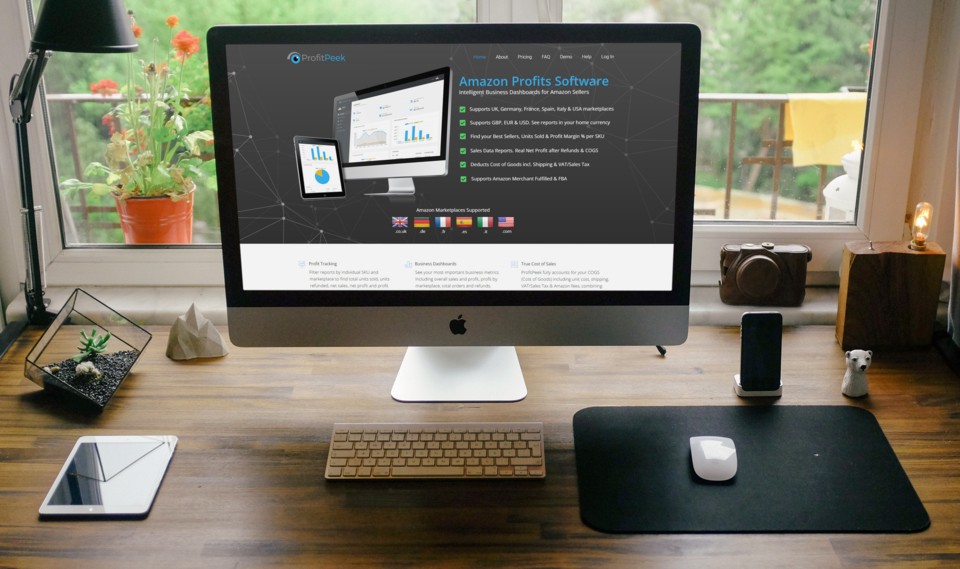 ProfitPeek
Home About Pricing FAQ Demo Help Log In
Amazon Profits Software
Intelligent Business Dashboards for Amazon Sellers
Supports UK, Germany, France, Spain, Italy & USA marketplaces
Supports GBP, EUR & USD. See reports in your home currency
Find your Best Sellers, Units Sold & Profit Margin % per SKU
Sales Data Reports. Real Net Profit after Refunds & COGS
Deducts Cost of Goods incl. Shipping & VAT/Sales Tax
Supports Amazon Merchant Fulfilled & FBA
Amazon Marketplaces Supported
.co.uk .de .fr .es .it .com
Profit Tracking
Filter reports by individual SKU and
marketplace to find total units sold, units
refunded, net sales, net profit and profit
Business Dashboards
See your most important business metrics
including overall sales and profit, profit by
marketplace, total orders and refunds,
True Cost of Sales
ProfitPeek fully accounts for your COGS
(Cost of Goods) including unit cost, shipping,
VAT/Sales Tax & Amazon fees, combining